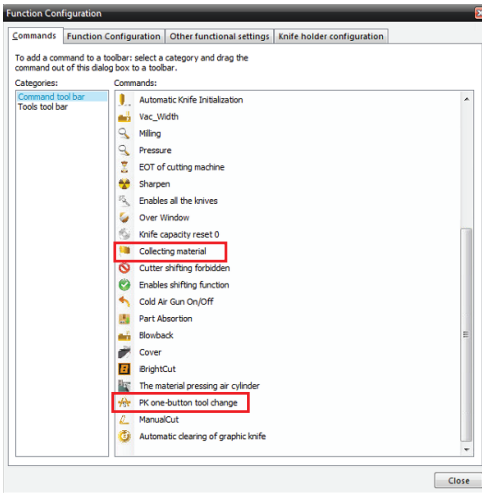 Function Configuration
Commands
Function Configuration
Other functional settings
Knife holder configuration
To add a command to a toolbar: select a category and drag the
command out of this dialog box to a toolbar.
Categories:
Commands:
Command tool bar
Tools tool bar
Automatic Knife Initialization
Vac_Width
Milling
Pressure
EOT of cutting machine
Sharpen
Enables all the knives
Over Window
Knife capacity reset 0
Collecting material
Cutter shifting forbidden
Enables shifting function
Cold Air Gun On/Off
Part Absortion
Blowback
Cover
iBrightCut
The material pressing air cylinder
PK one-button tool change
ManualCut
Automatic clearing of graphic knife
Close